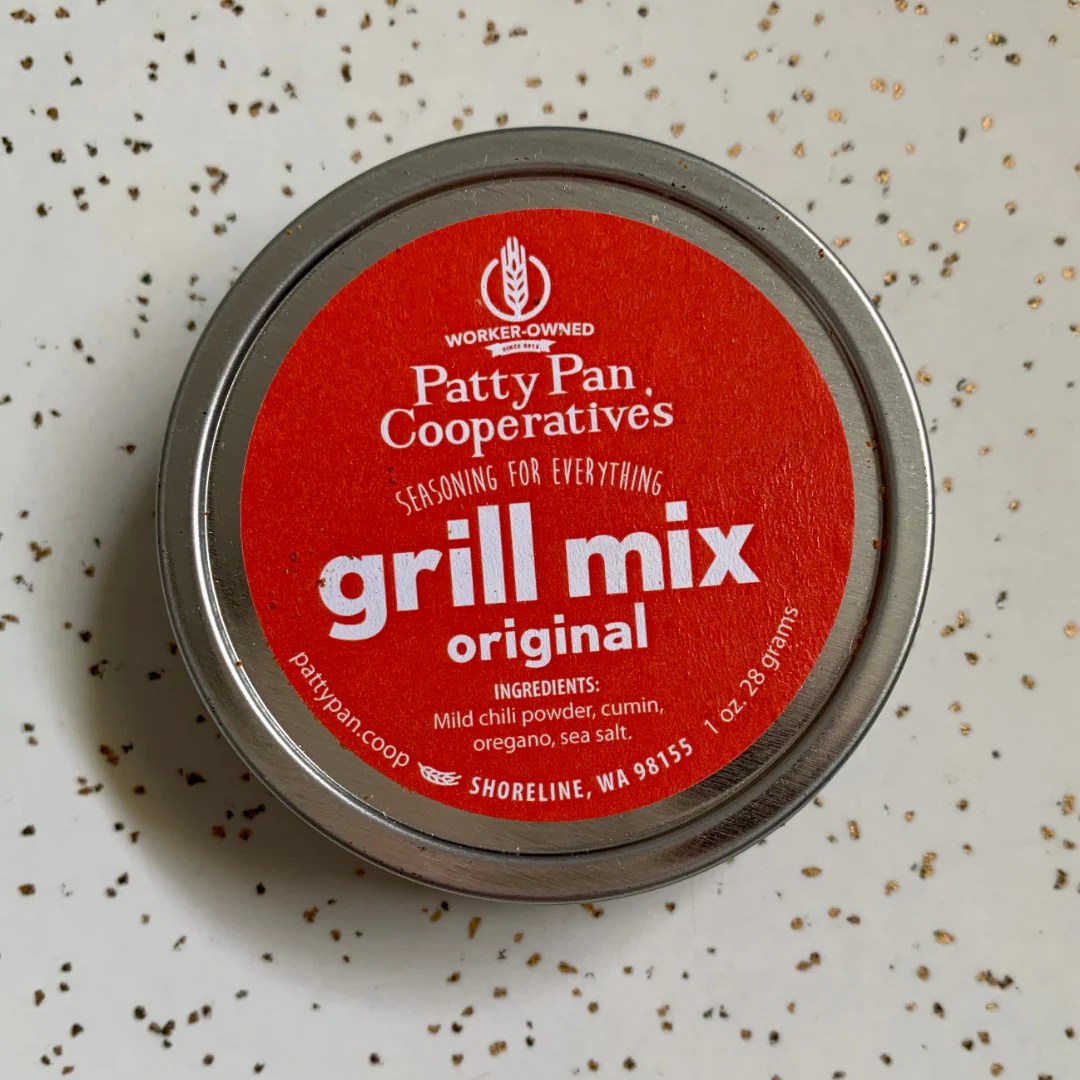 WORKER-OWNED
SINCE 2013
Patty Pan
Cooperative's
SEASONING FOR EVERYTHING
grill mix
original
INGREDIENTS:
Mild chili powder, cumin,
oregano, sea salt.
pattypan.coop
SHORELINE, WA 98155
1 oz. 28 grams